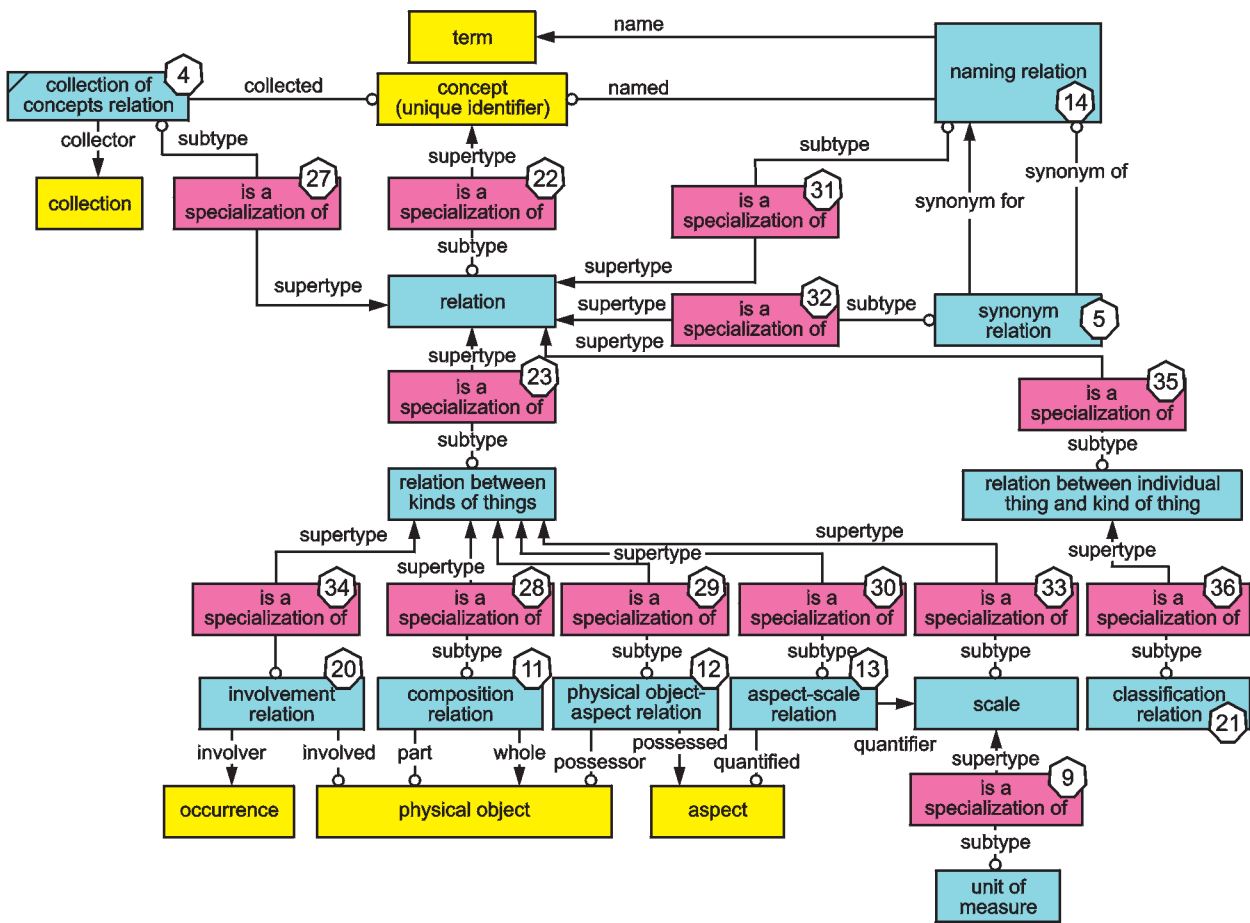 term
name
naming relation
14
collection of
concepts relation
4
collected
concept
(unique identifier)
named
collector
subtype
supertype
subtype
synonym of
collection
is a
specialization of
27
is a
specialization of
22
is a
specialization of
31
synonym for
subtype
supertype
supertype
relation
supertype
is a
specialization of
32
subtype
synonym
relation
5
supertype
supertype
is a
specialization of
23
is a
specialization of
35
subtype
subtype
relation between
kinds of things
relation between individual
thing and kind of thing
supertype
supertype
supertype
supertype
supertype
is a
specialization of
34
is a
specialization of
28
is a
specialization of
29
is a
specialization of
30
is a
specialization of
33
is a
specialization of
36
subtype
subtype
subtype
subtype
subtype
involvement
relation
20
composition
relation
11
physical object-
aspect relation
12
aspect-scale
relation
13
scale
classification
relation
21
involver
involved
part
whole
possessor
possessed
quantified
quantifier
supertype
occurrence
physical object
aspect
is a
specialization of
9
subtype
unit of
measure